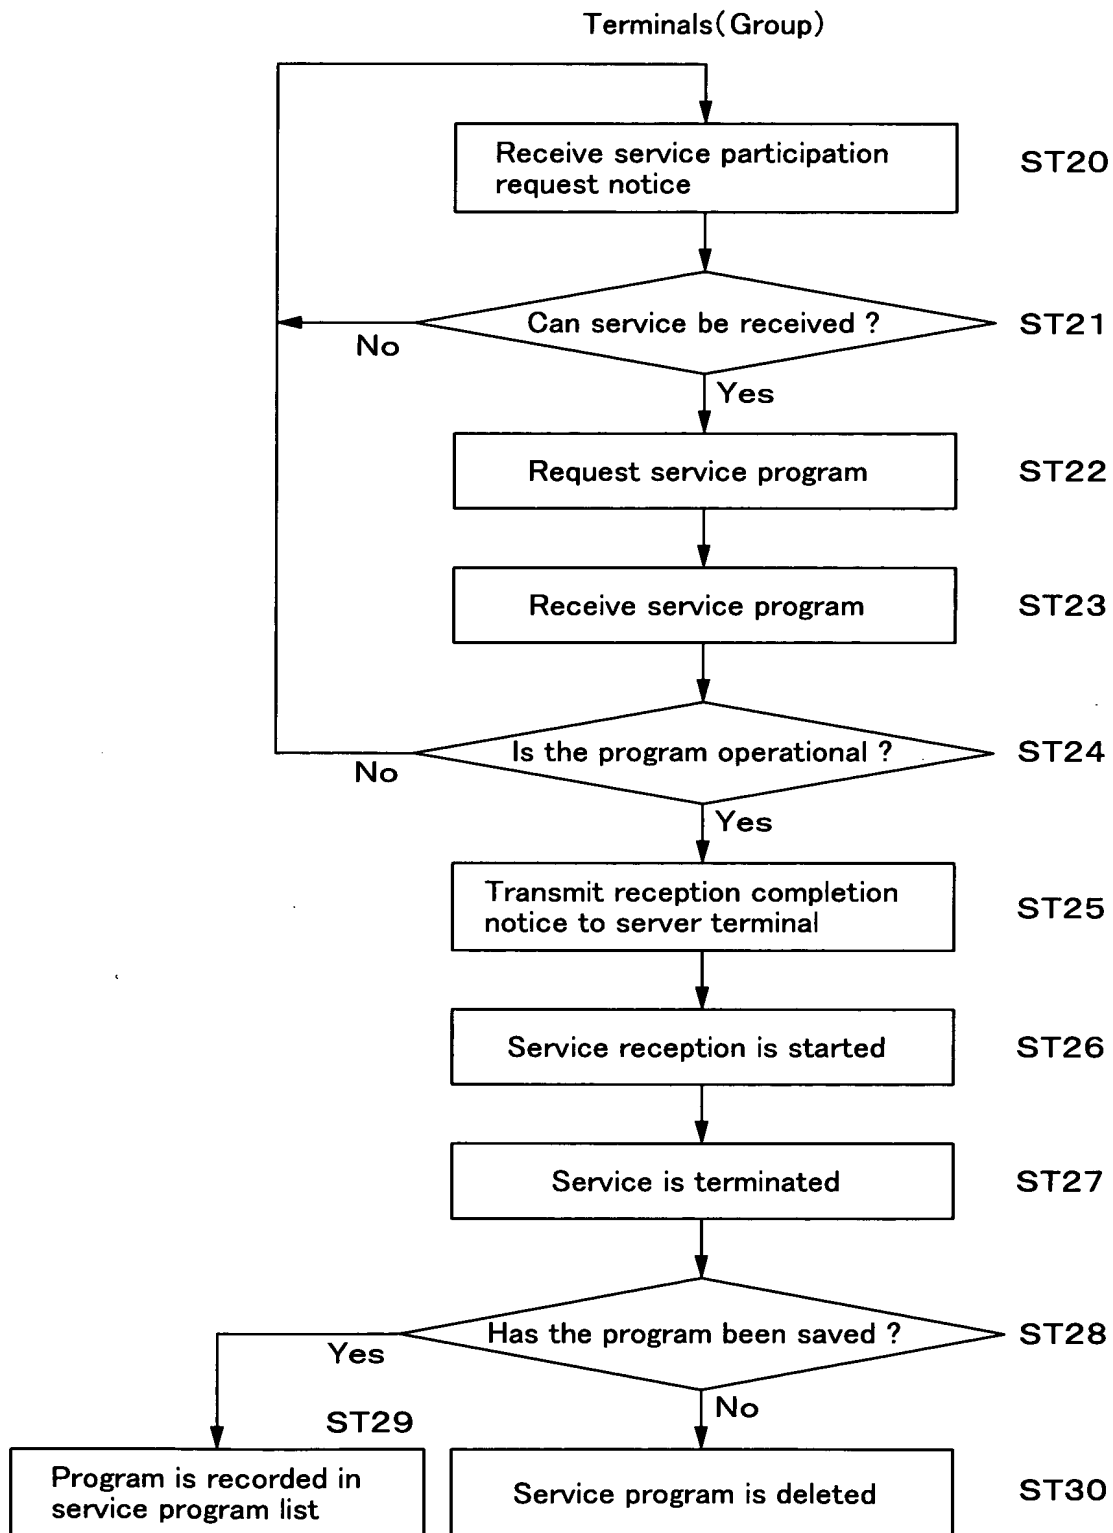 Terminals(Group)
Receive service participation
request notice
ST20
Can service be received ?
ST21
No
Yes
Request service program
ST22
Receive service program
ST23
Is the program operational ?
ST24
No
Yes
Transmit reception completion
notice to server terminal
ST25
Service reception is started
ST26
Service is terminated
ST27
Has the program been saved ?
ST28
Yes
No
ST29
Program is recorded in
service program list
Service program is deleted
ST30